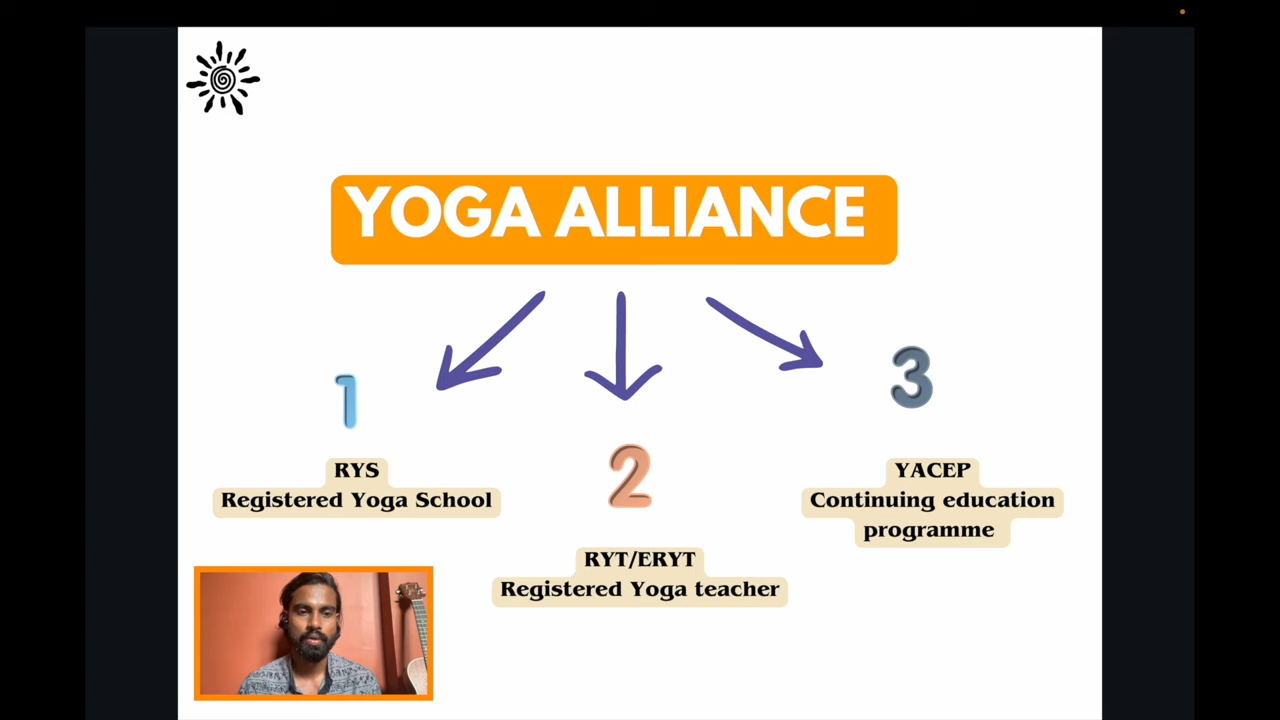 YOGA ALLIANCE
1
RYS
Registered Yoga School
2
RYT/ERYT
Registered Yoga teacher
3
YACEP
Continuing education
programme